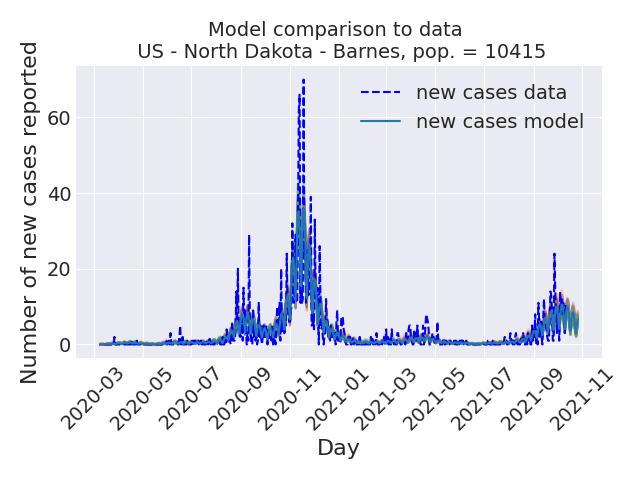 Model comparison to data
US - North Dakota - Barnes, pop. = 10415
Number of new cases reported
60
40
20
0
new cases data
new cases model
2020-03
2020-05
2020-07
2020-09
2020-11
2021-01
2021-03
2021-05
2021-07
2021-09
2021-11
Day